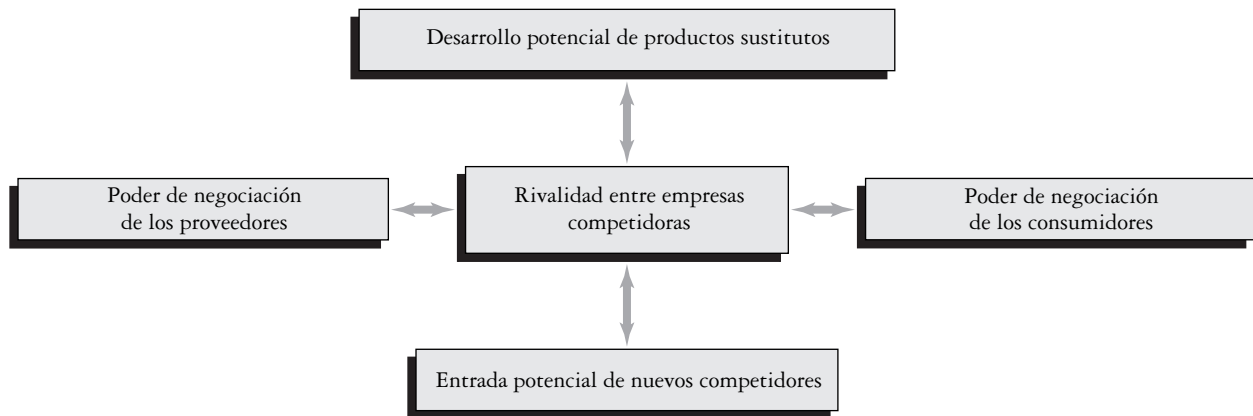 Desarrollo potencial de productos sustitutos
Poder de negociación
de los proveedores
Rivalidad entre empresas
competidoras
Poder de negociación
de los consumidores
Entrada potencial de nuevos competidores